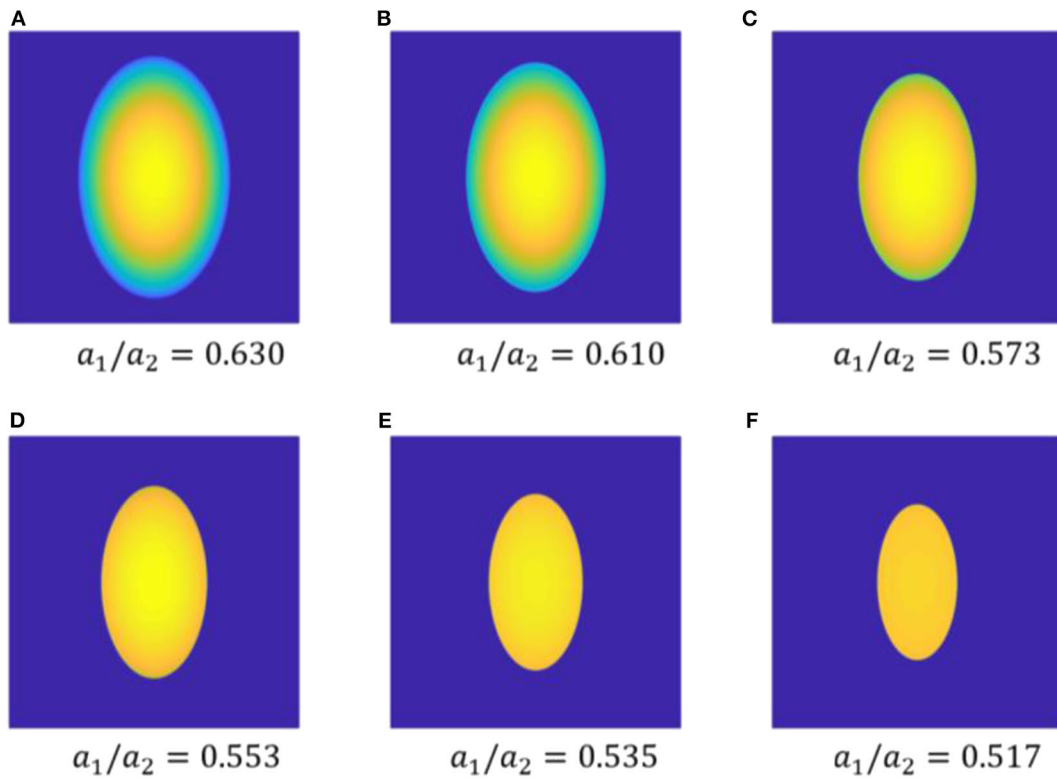 A B C
a₁/a₂ = 0.630 a₁/a₂ = 0.610 a₁/a₂ = 0.573
D E F
a₁/a₂ = 0.553 a₁/a₂ = 0.535 a₁/a₂ = 0.517